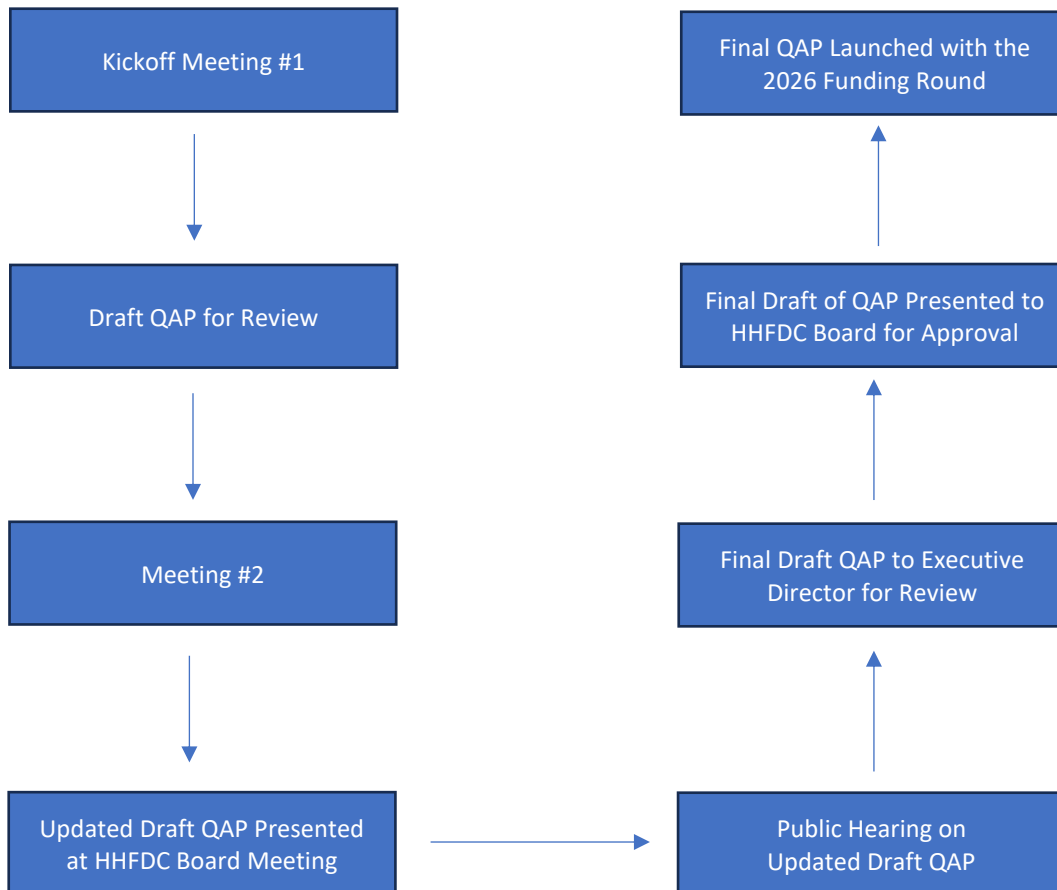 Kickoff Meeting #1
Draft QAP for Review
Meeting #2
Updated Draft QAP Presented
at HHFDC Board Meeting
Public Hearing on
Updated Draft QAP
Final Draft QAP to Executive
Director for Review
Final Draft of QAP Presented to
HHFDC Board for Approval
Final QAP Launched with the
2026 Funding Round